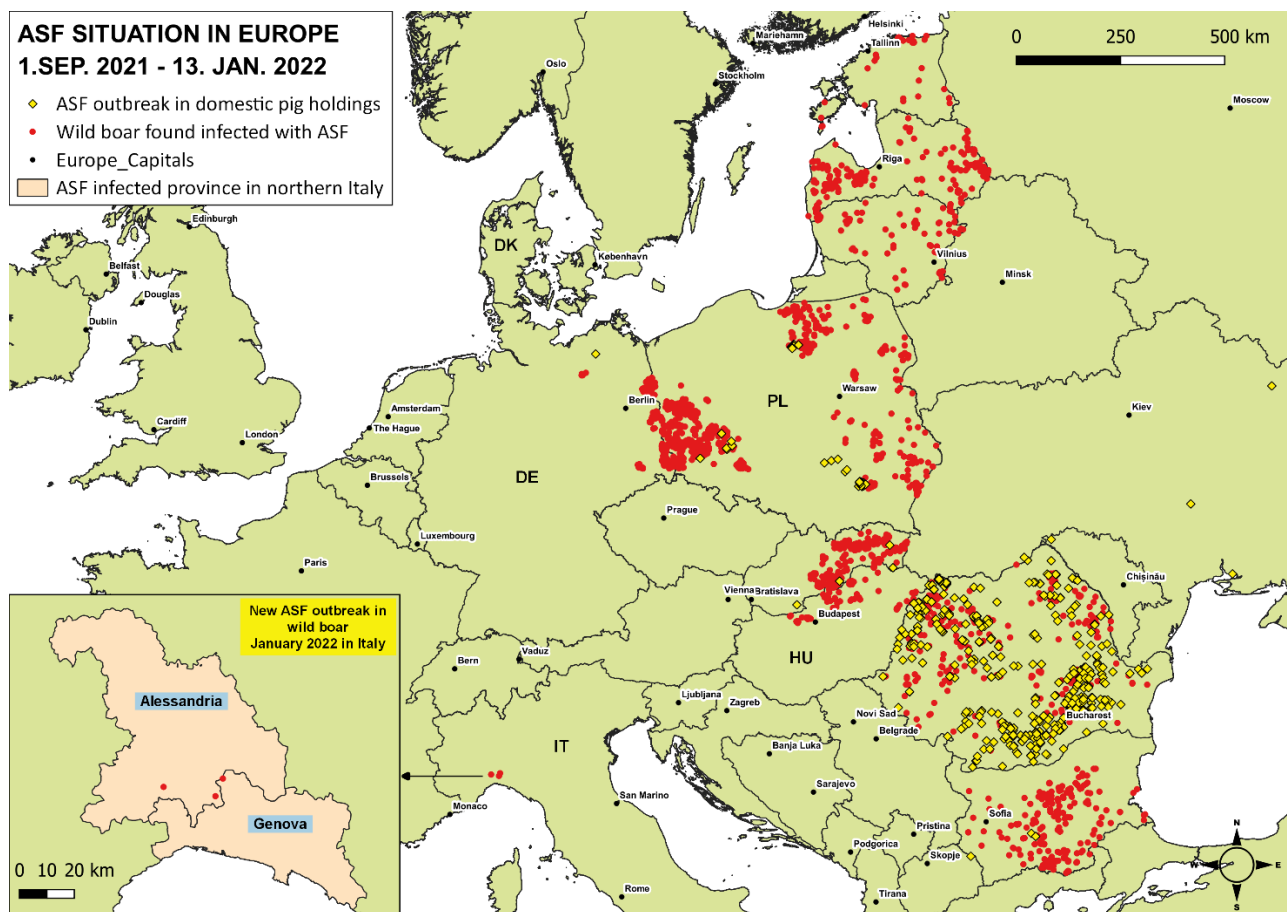 ASF SITUATION IN EUROPE
1.SEP. 2021 - 13. JAN. 2022
ASF outbreak in domestic pig holdings
Wild boar found infected with ASF
Europe_Capitals
ASF infected province in northern Italy
0 250 500 km
Helsinki
Mariehamn
Tallinn
Oslo
Stockholm
Moscow
Riga
Edinburgh
DK
København
Belfast
Vilnius
Douglas
Minsk
Dublin
Berlin
PL
Warsaw
Amsterdam
Kiev
Cardiff
The Hague
London
DE
Brussels
Prague
Luxembourg
Paris
Chișinău
Vienna
Bratislava
Budapest
HU
Vaduz
Bern
Ljubljana
Zagreb
Novi Sad
Bucharest
Belgrade
IT
Banja Luka
Sarajevo
San Marino
Monaco
Sofia
Pristina
Podgorica
Skopje
Rome
Tirana
New ASF outbreak in
wild boar
January 2022 in Italy
Alessandria
Genova
0 10 20 km
N
W E
S